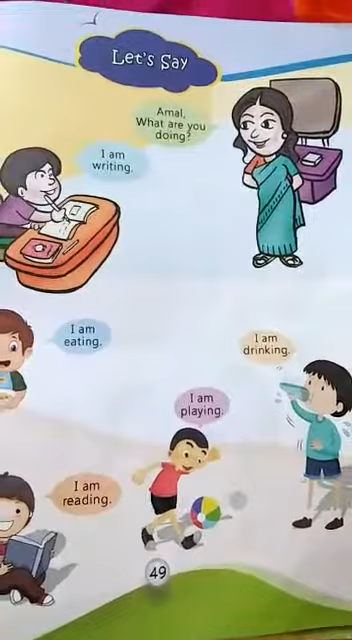 Let's Say
Amal,
What are you
doing?
I am
writing.
I am
eating.
I am
drinking.
I am
playing.
I am
reading.
49